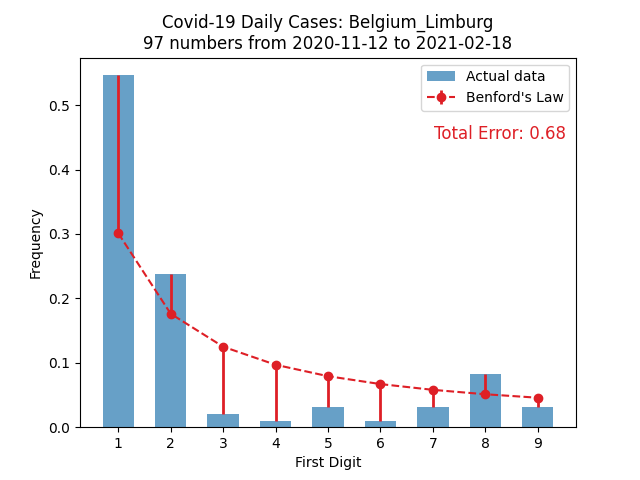 Covid-19 Daily Cases: Belgium_Limburg
97 numbers from 2020-11-12 to 2021-02-18
Actual data
Benford's Law
Total Error: 0.68
Frequency
0.5
0.4
0.3
0.2
0.1
0.0
1 2 3 4 5 6 7 8 9
First Digit